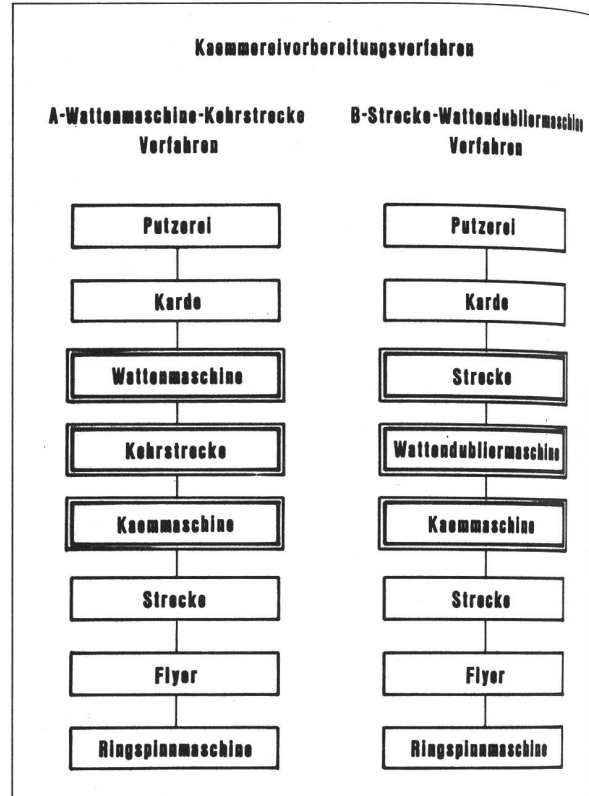 Kaemmereivorbereitungsverfahren
A-Wattenmaschine-Kehrstrecke
Verfahren
Putzerei
Karde
Wattenmaschine
Kehrstrecke
Kaemmaschine
Strecke
Flyer
Ringspinnmaschine
B-Strecke-Wattendubliermaschine
Verfahren
Putzerei
Karde
Strecke
Wattendubliermaschine
Kaemmaschine
Strecke
Flyer
Ringspinnmaschine